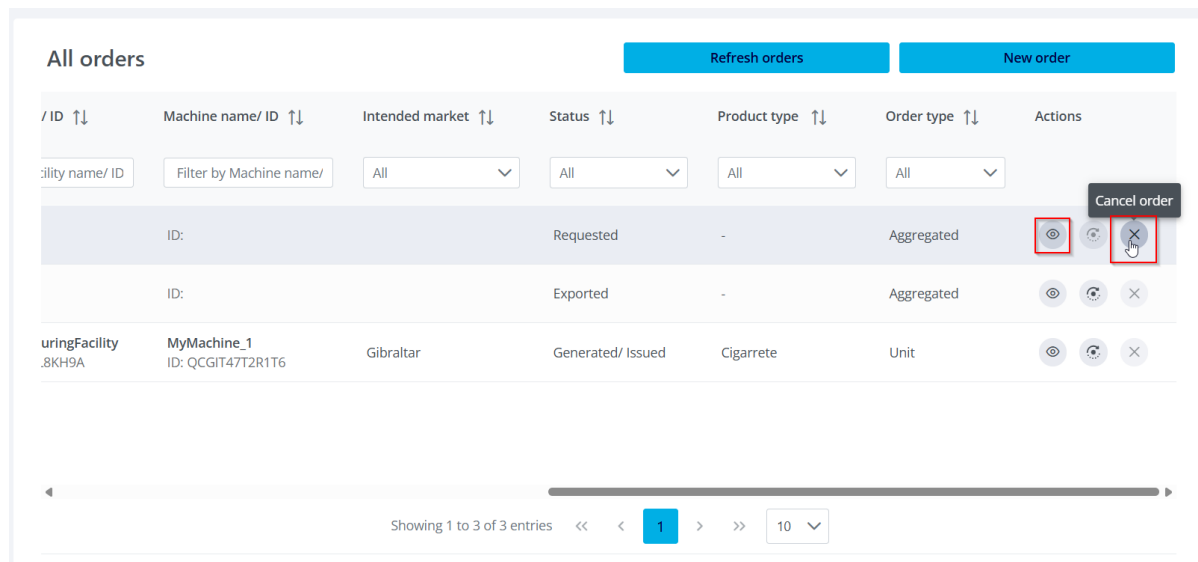 All orders
Refresh orders
New order
/ ID
Machine name/ ID
Intended market
Status
Product type
Order type
Actions
cility name/ ID
Filter by Machine name/
All
All
All
All
Cancel order
ID:
Requested
-
Aggregated
ID:
Exported
-
Aggregated
uringFacility
MyMachine_1
.8KH9A
ID: QCGIT47T2R1T6
Gibraltar
Generated/ Issued
Cigarrete
Unit
Showing 1 to 3 of 3 entries
<<
<
1
>
>>
10